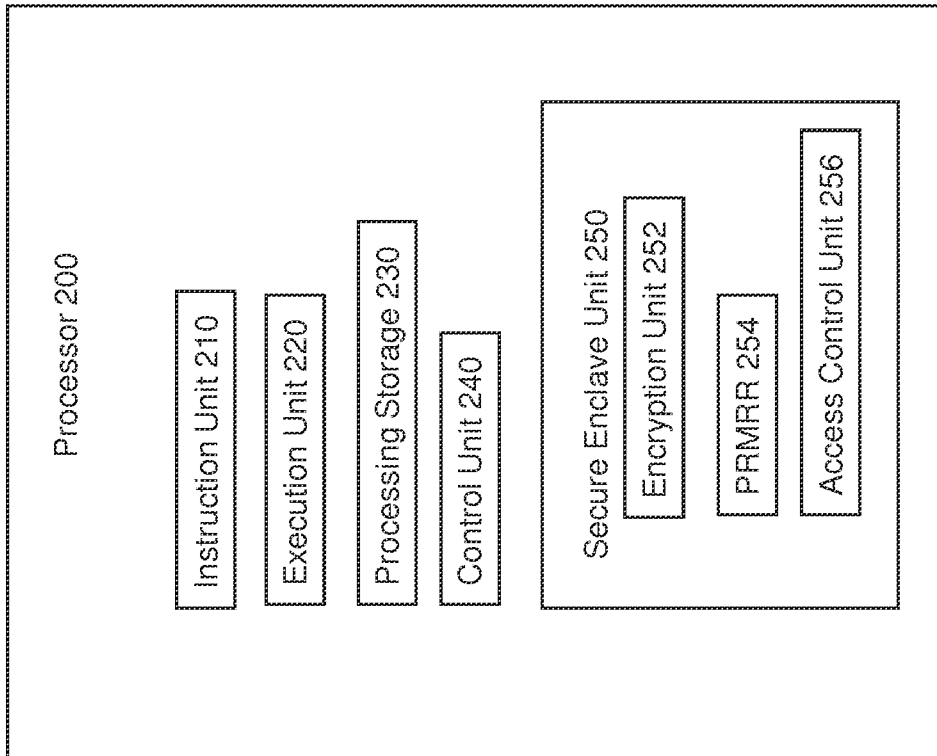 Processor 200
Instruction Unit 210
Execution Unit 220
Processing Storage 230
Control Unit 240
Secure Enclave Unit 250
Encryption Unit 252
PRMRR 254
Access Control Unit 256